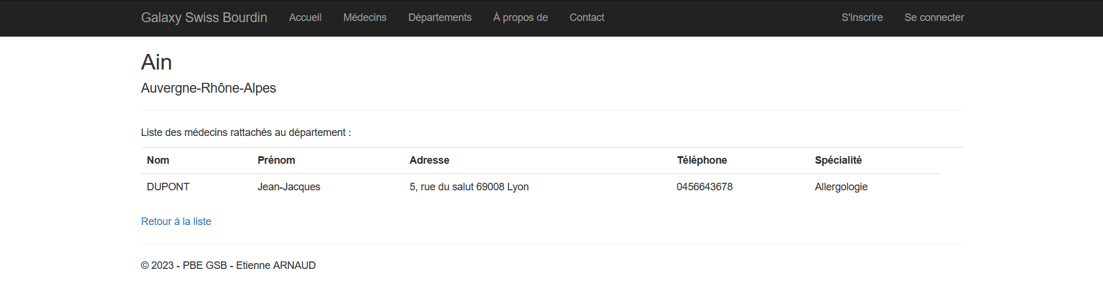 Galaxy Swiss Bourdin Accueil Médecins Départements À propos de Contact S'inscrire Se connecter
Ain
Auvergne-Rhône-Alpes
Liste des médecins rattachés au département :
Nom Prénom Adresse Téléphone Spécialité
DUPONT Jean-Jacques 5, rue du salut 69008 Lyon 0456643678 Allergologie
Retour à la liste
© 2023 - PBE GSB - Etienne ARNAUD